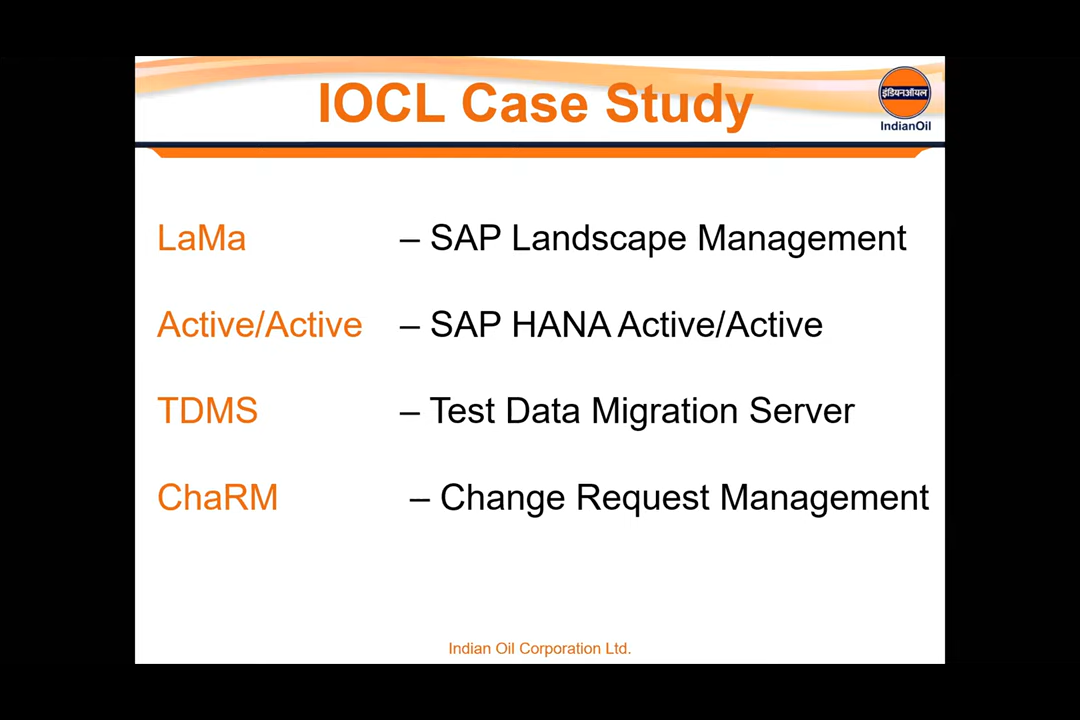 IOCL Case Study
इंडियनऑयल
IndianOil
LaMa – SAP Landscape Management
Active/Active – SAP HANA Active/Active
TDMS – Test Data Migration Server
ChaRM – Change Request Management
Indian Oil Corporation Ltd.